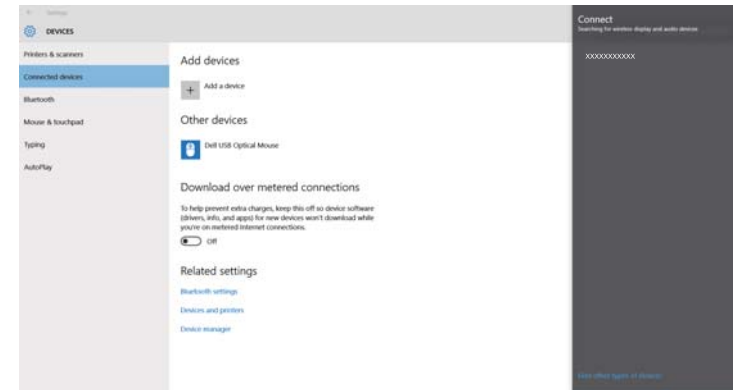 Settings
DEVICES
Printers & scanners
Connected devices
Bluetooth
Mouse & touchpad
Typing
AutoPlay
Add devices
Add a device
Other devices
Dell USB Optical Mouse
Download over metered connections
To help prevent extra charges, keep this off so device software
(drivers, info, and apps) for new devices won't download while
you're on metered Internet connections.
Off
Related settings
Bluetooth settings
Devices and printers
Device manager
Connect
Searching for wireless display and audio devices
xxxxxxxxxxx
Find other types of devices